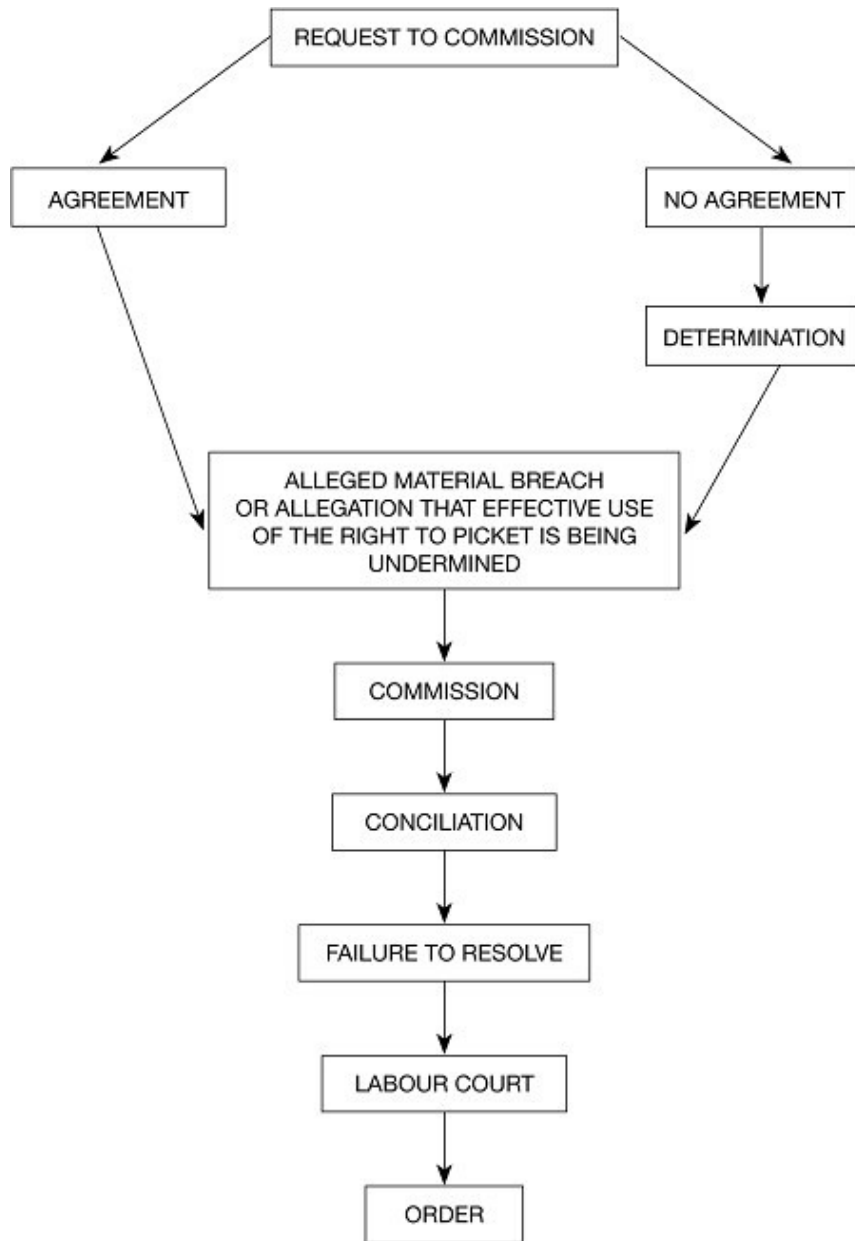 REQUEST TO COMMISSION
AGREEMENT
NO AGREEMENT
DETERMINATION
ALLEGED MATERIAL BREACH
OR ALLEGATION THAT EFFECTIVE USE
OF THE RIGHT TO PICKET IS BEING
UNDERMINED
COMMISSION
CONCILIATION
FAILURE TO RESOLVE
LABOUR COURT
ORDER